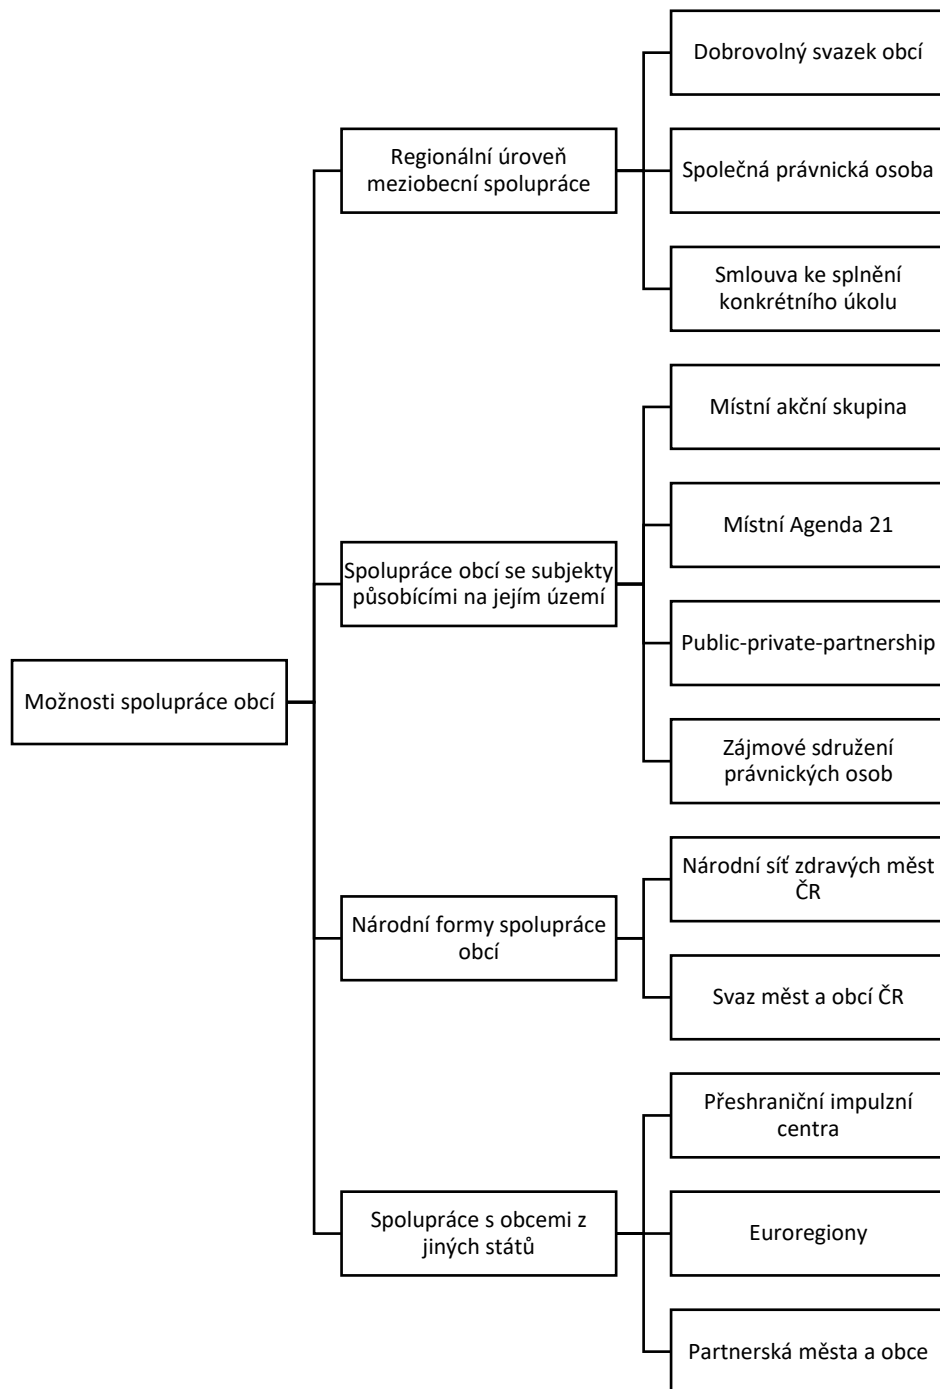 Možnosti spolupráce obcí
Regionální úroveň
meziobecní spolupráce
Dobrovolný svazek obcí
Společná právnická osoba
Smlouva ke splnění
konkrétního úkolu
Spolupráce obcí se subjekty
působícími na jejím území
Místní akční skupina
Místní Agenda 21
Public-private-partnership
Zájmové sdružení
právnických osob
Národní formy spolupráce
obcí
Národní síť zdravých měst
ČR
Svaz měst a obcí ČR
Spolupráce s obcemi z
jiných států
Přeshraniční impulzní
centra
Euroregiony
Partnerská města a obce